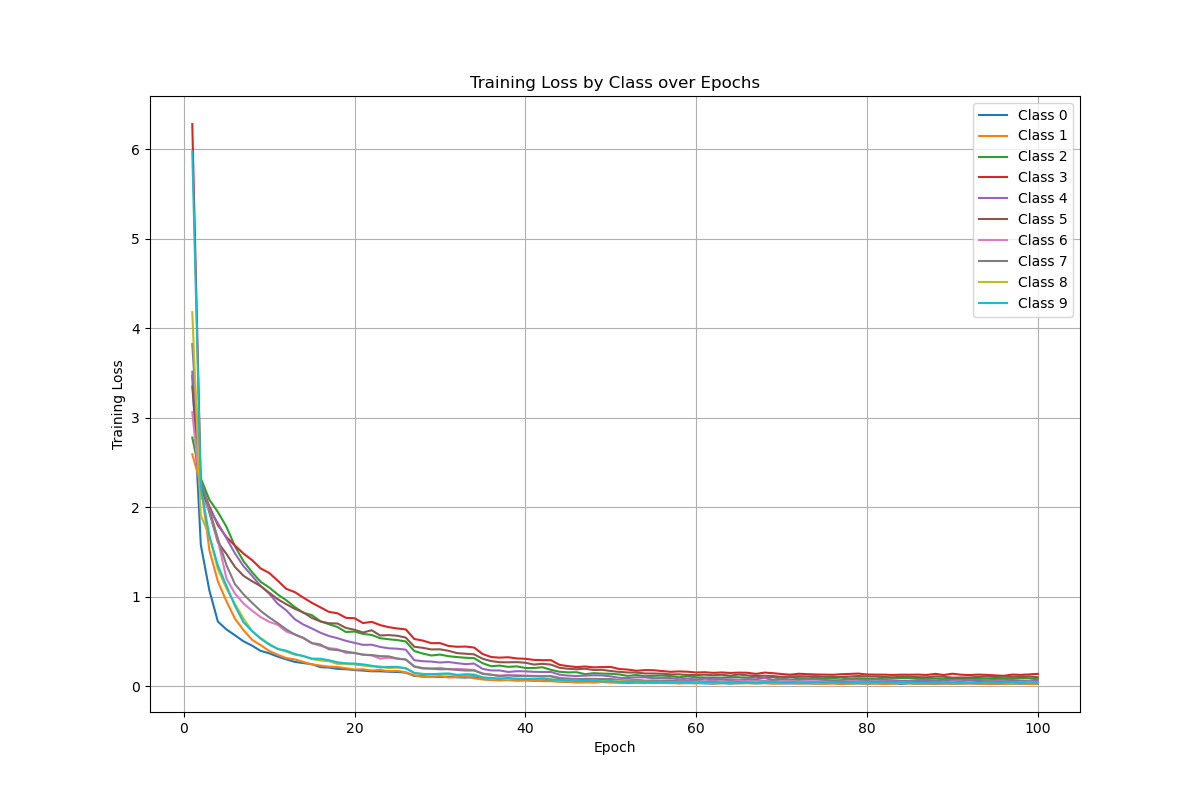 Training Loss by Class over Epochs
Training Loss
6
5
4
3
2
1
0
0 20 40 60 80 100
Epoch
Class 0
Class 1
Class 2
Class 3
Class 4
Class 5
Class 6
Class 7
Class 8
Class 9